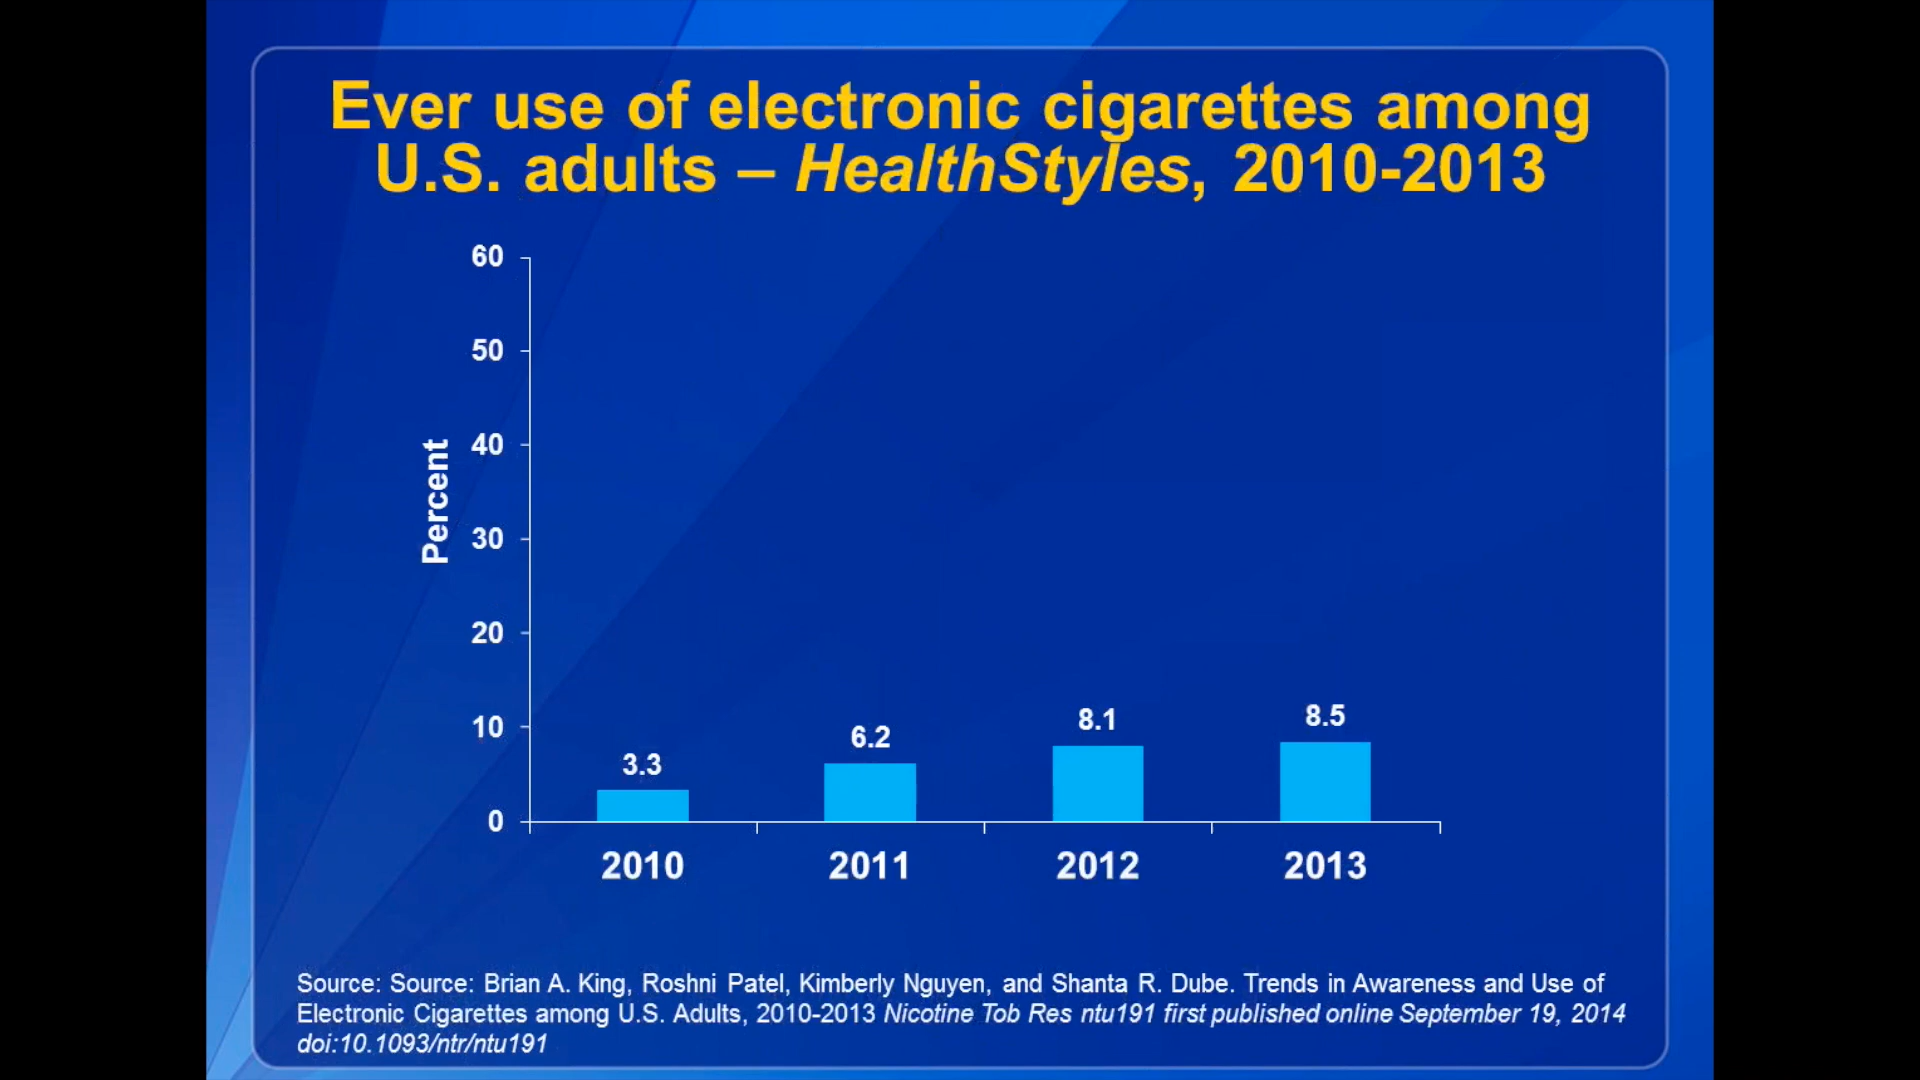 Ever use of electronic cigarettes among
U.S. adults – HealthStyles, 2010-2013
60
50
40
30
20
10
0
Percent
3.3
6.2
8.1
8.5
2010
2011
2012
2013
Source: Source: Brian A. King, Roshni Patel, Kimberly Nguyen, and Shanta R. Dube. Trends in Awareness and Use of
Electronic Cigarettes among U.S. Adults, 2010-2013 Nicotine Tob Res ntu191 first published online September 19, 2014
doi:10.1093/ntr/ntu191